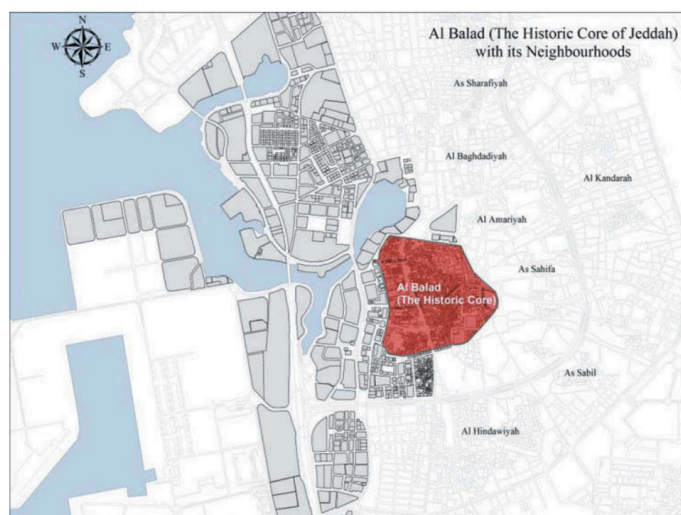 N
W E
S
Al Balad (The Historic Core of Jeddah)
with its Neighbourhoods
As Sharafiyah
Al Baghdadiyah
Al Kandarah
Al Amariyah
As Sahifa
Al Balad
(The Historic Core)
As Sabil
Al Hindawiyah